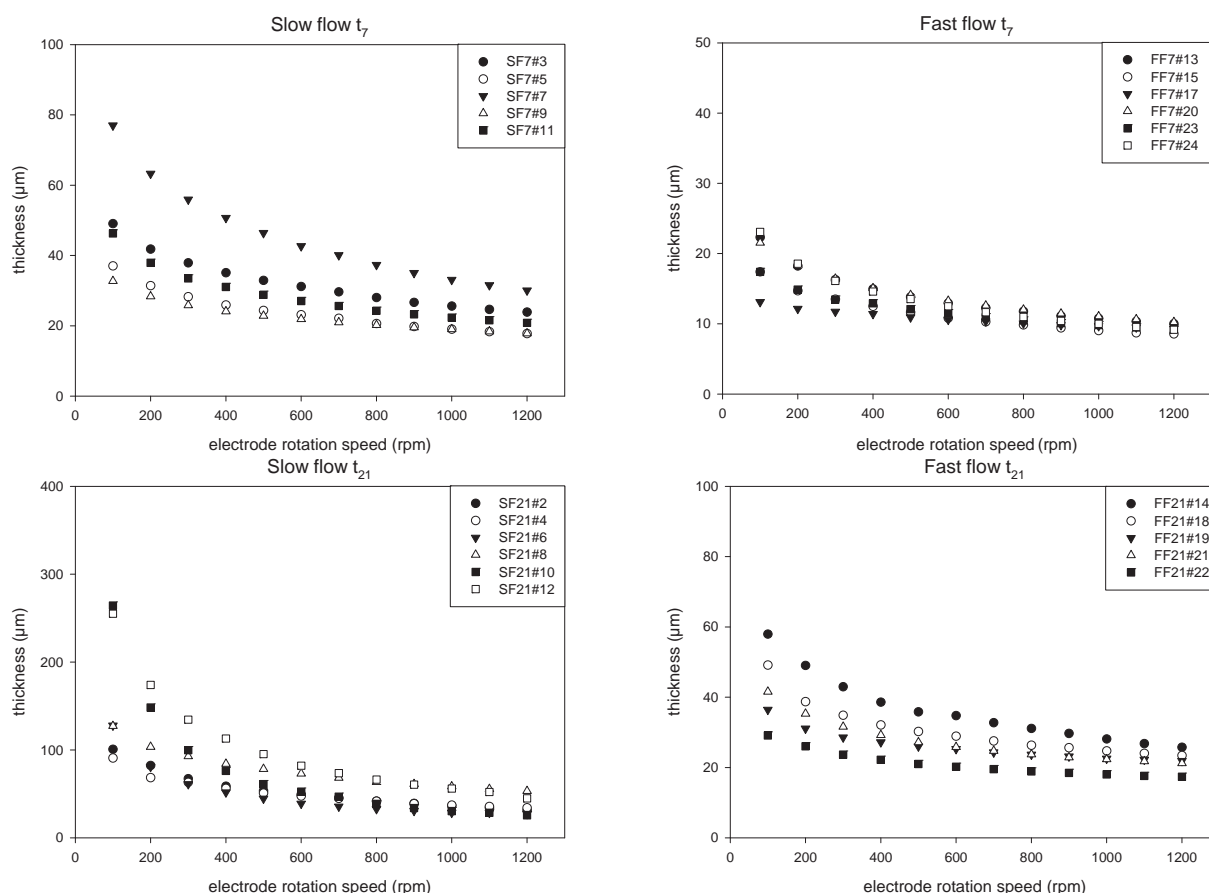 Slow flow t7
thickness (µm)
100
80
60
40
20
0
SF7#3
SF7#5
SF7#7
SF7#9
SF7#11
0 200 400 600 800 1000 1200
electrode rotation speed (rpm)
Fast flow t7
thickness (µm)
50
40
30
20
10
0
FF7#13
FF7#15
FF7#17
FF7#20
FF7#23
FF7#24
0 200 400 600 800 1000 1200
electrode rotation speed (rpm)
Slow flow t21
thickness (µm)
400
300
200
100
0
SF21#2
SF21#4
SF21#6
SF21#8
SF21#10
SF21#12
0 200 400 600 800 1000 1200
electrode rotation speed (rpm)
Fast flow t21
thickness (µm)
100
80
60
40
20
0
FF21#14
FF21#18
FF21#19
FF21#21
FF21#22
0 200 400 600 800 1000 1200
electrode rotation speed (rpm)